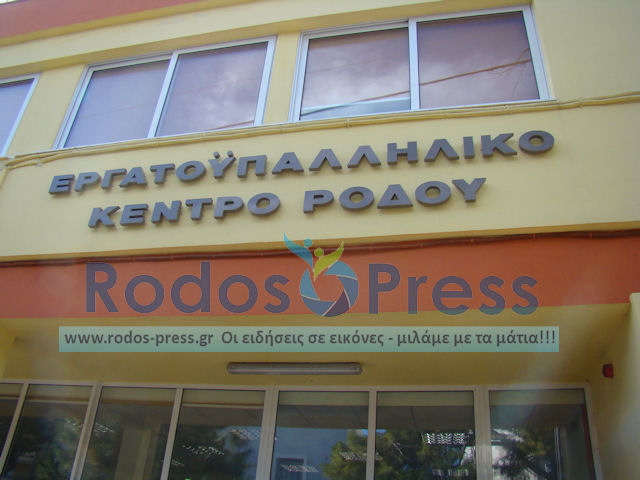 ΕΡΓΑΤΟΫΠΑΛΛΗΛΙΚΟ
ΚΕΝΤΡΟ ΡΟΔΟΥ
Rodos Press
www.rodos-press.gr Οι ειδήσεις σε εικόνες - μιλάμε με τα μάτια!!!